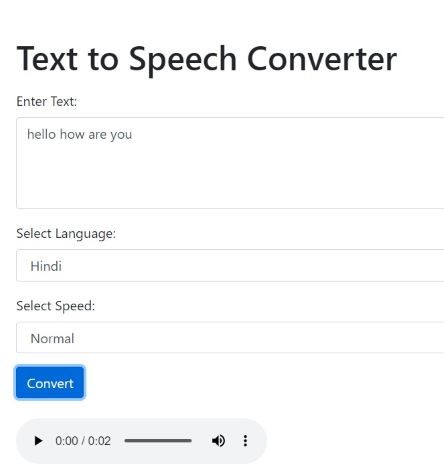 Text to Speech Converter
Enter Text:
hello how are you
Select Language:
Hindi
Select Speed:
Normal
Convert
0:00 / 0:02